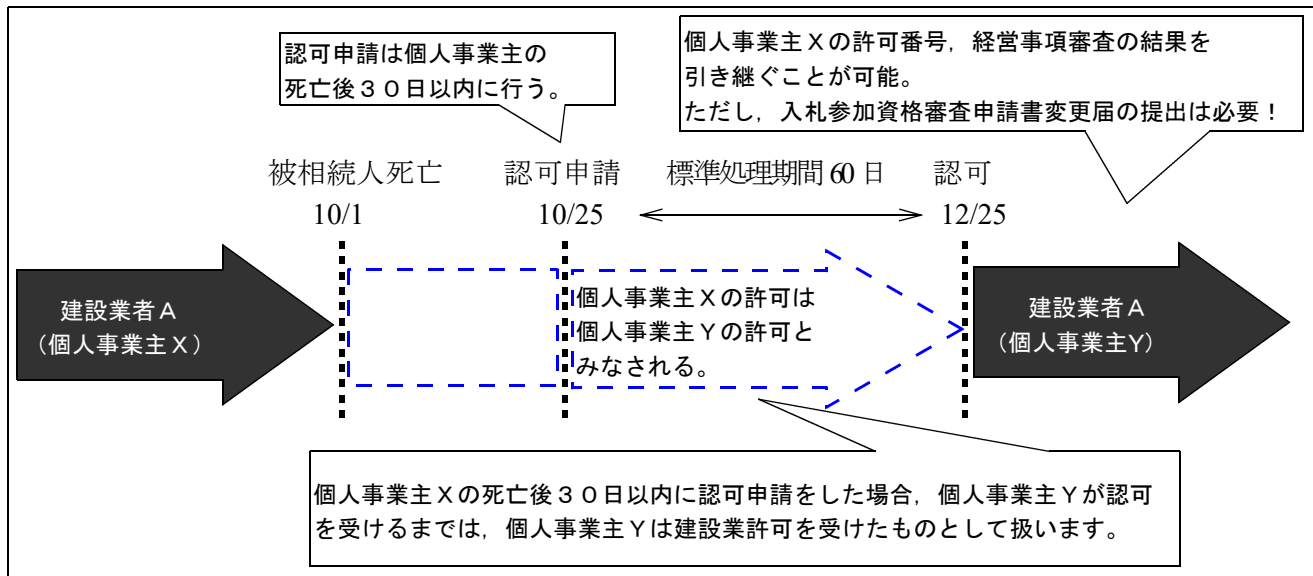 認可申請は個人事業主の
死亡後３０日以内に行う。
個人事業主Ｘの許可番号，経営事項審査の結果を
引き継ぐことが可能。
ただし，入札参加資格審査申請書変更届の提出は必要！
被相続人死亡
10/1
認可申請
10/25
標準処理期間 60 日
認可
12/25
建設業者Ａ
（個人事業主Ｘ）
個人事業主Ｘの許可は
個人事業主Ｙの許可と
みなされる。
建設業者Ａ
（個人事業主Y）
個人事業主Ｘの死亡後３０日以内に認可申請をした場合，個人事業主Ｙが認可
を受けるまでは，個人事業主Ｙは建設業許可を受けたものとして扱います。